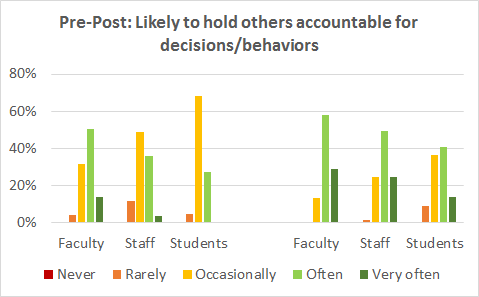 Pre-Post: Likely to hold others accountable for
decisions/behaviors
80%
60%
40%
20%
0%
Faculty Staff Students Faculty Staff Students
Never Rarely Occasionally Often Very often